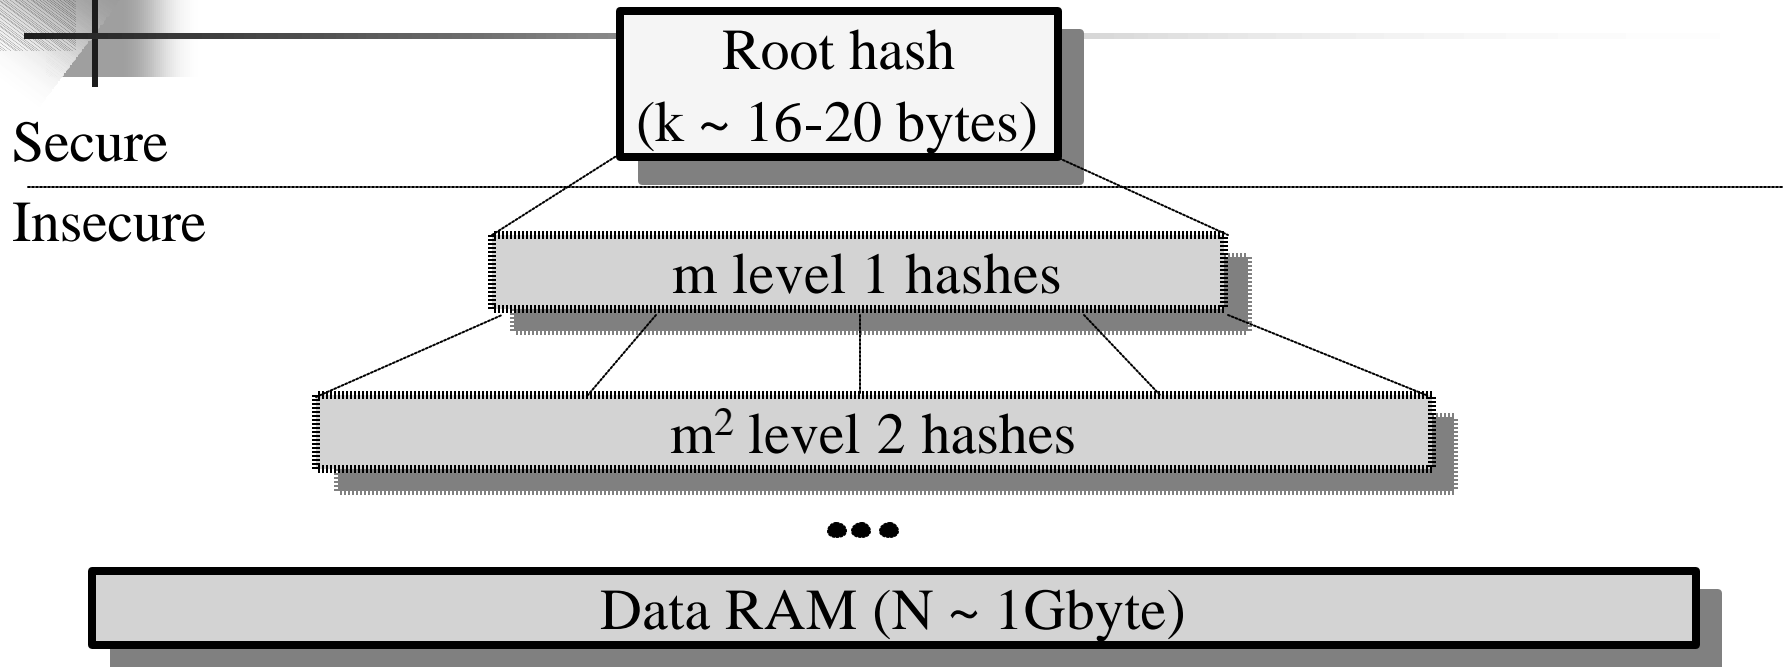 Root hash
(k ~ 16-20 bytes)
Secure
Insecure
m level 1 hashes
m² level 2 hashes
•••
Data RAM (N ~ 1Gbyte)